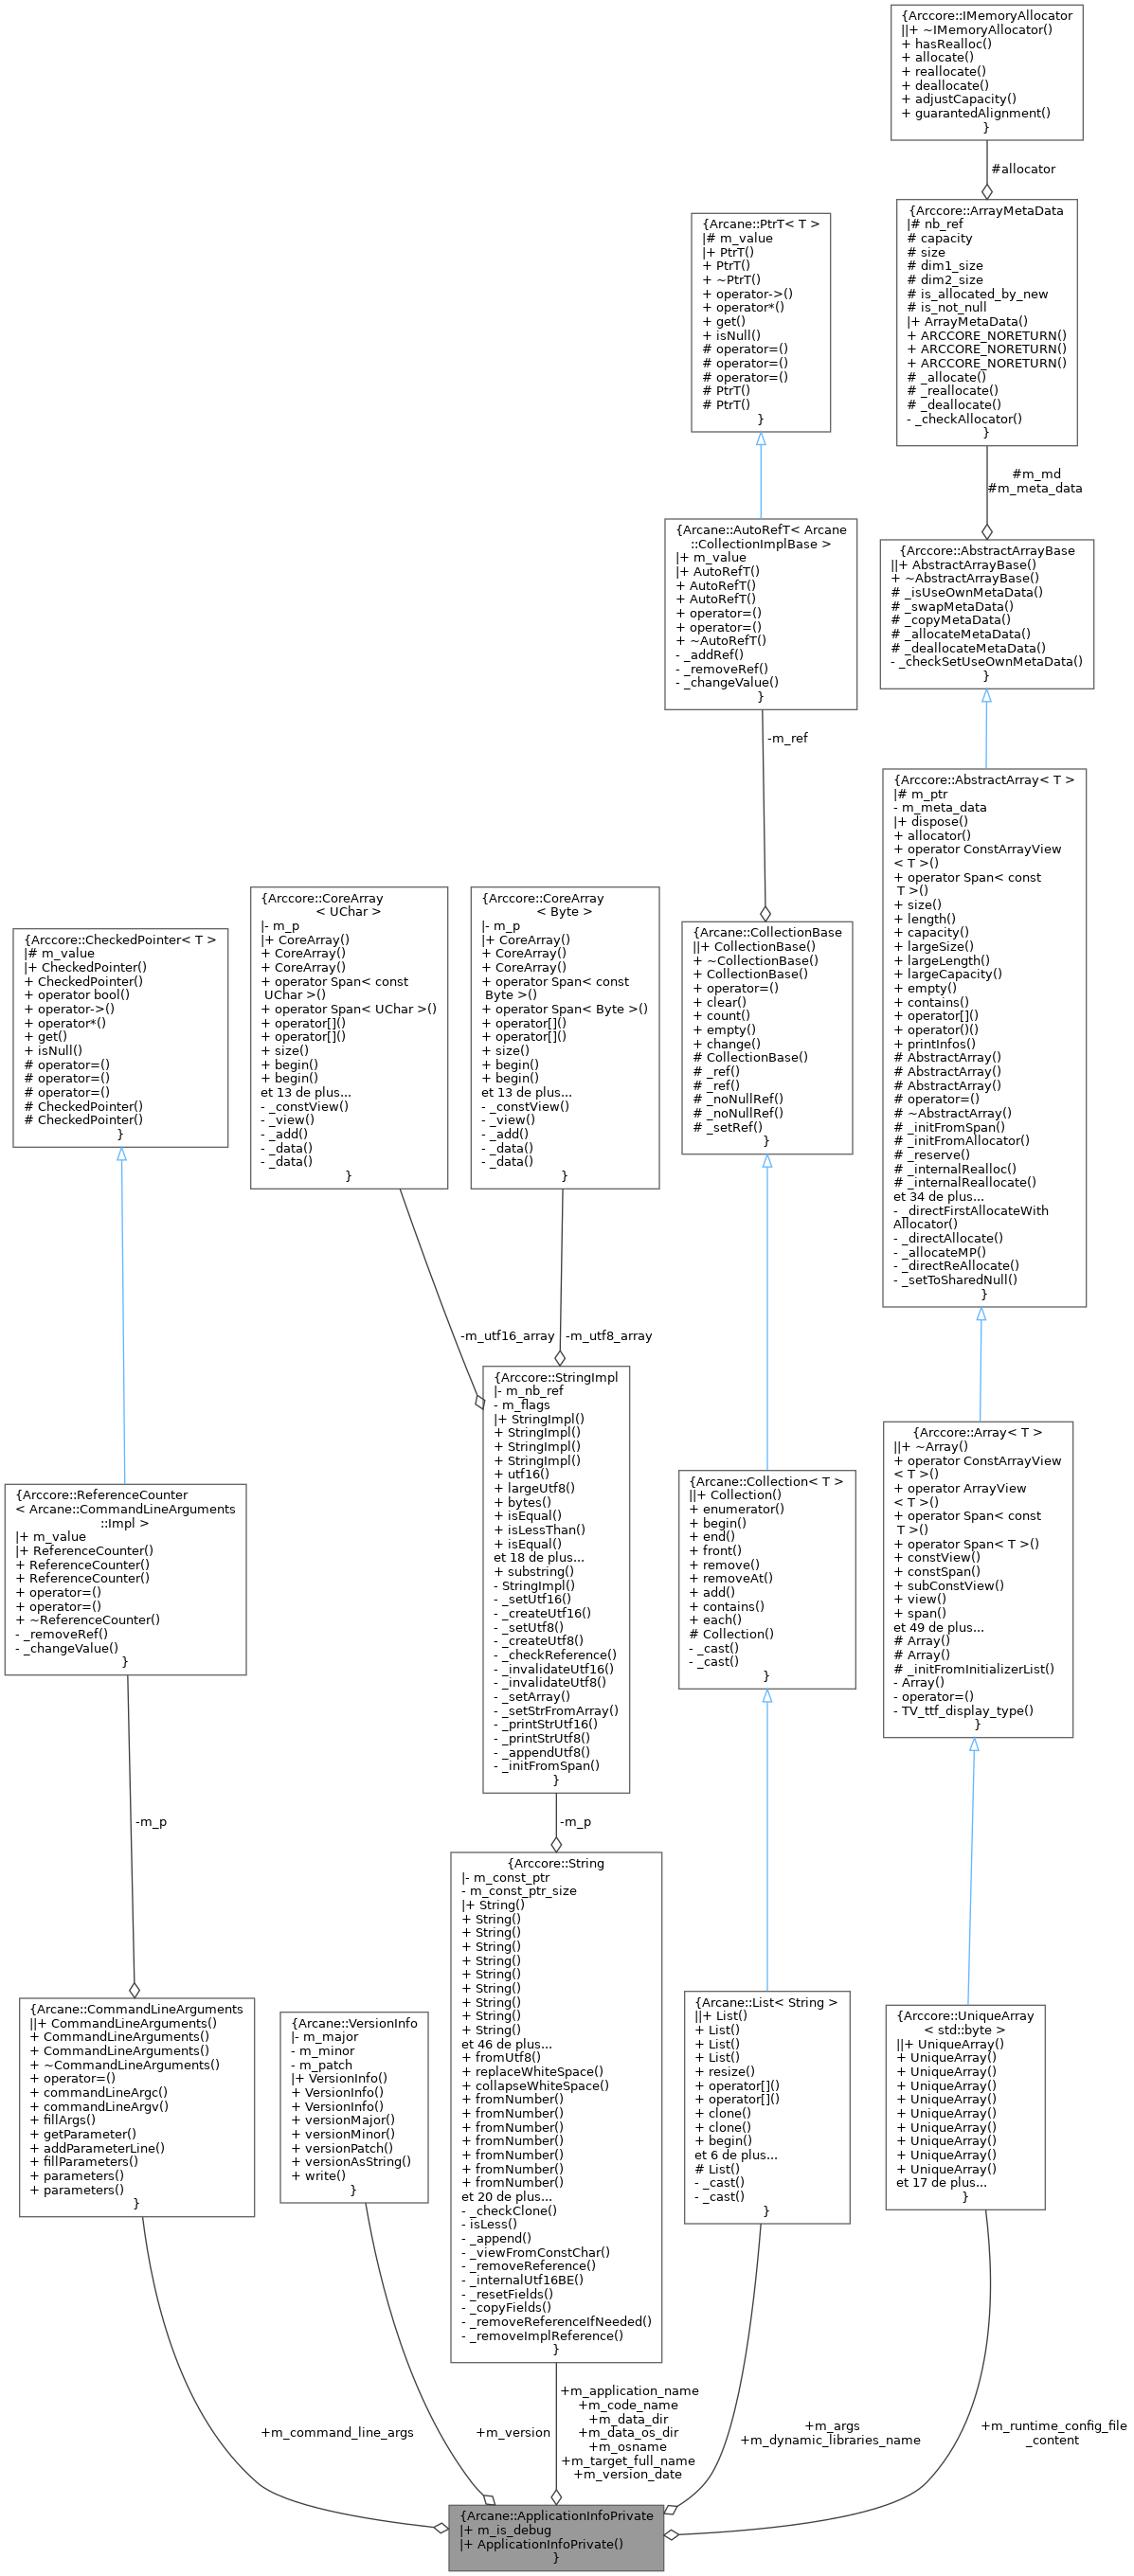 {Arccore::IMemoryAllocator
||+ ~IMemoryAllocator()
+ hasRealloc()
+ allocate()
+ reallocate()
+ deallocate()
+ adjustCapacity()
+ guarantedAlignment()
}
#allocator
{Arccore::ArrayMetaData
|# nb_ref
# capacity
# size
# dim1_size
# dim2_size
# is_allocated_by_new
# is_not_null
|+ ArrayMetaData()
+ ARCCORE_NORETURN()
+ ARCCORE_NORETURN()
+ ARCCORE_NORETURN()
# _allocate()
# _reallocate()
# _deallocate()
- _checkAllocator()
}
{Arcane::PtrT< T >
|# m_value
|+ PtrT()
+ PtrT()
+ ~PtrT()
+ operator->()
+ operator*()
+ get()
+ isNull()
# operator=()
# operator=()
# operator=()
# PtrT()
# PtrT()
}
#m_md
#m_meta_data
{Arcane::AutoRefT< Arcane
::CollectionImplBase >
|+ m_value
|+ AutoRefT()
+ AutoRefT()
+ AutoRefT()
+ operator=()
+ operator=()
+ ~AutoRefT()
- _addRef()
- _removeRef()
- _changeValue()
}
{Arccore::AbstractArrayBase
||+ AbstractArrayBase()
+ ~AbstractArrayBase()
# _isUseOwnMetaData()
# _swapMetaData()
# _copyMetaData()
# _allocateMetaData()
# _deallocateMetaData()
- _checkSetUseOwnMetaData()
}
-m_ref
{Arccore::AbstractArray< T >
|# m_ptr
- m_meta_data
|+ dispose()
+ allocator()
+ operator ConstArrayView
< T >()
+ operator Span< const
T >()
+ size()
+ length()
+ capacity()
+ largeSize()
+ largeLength()
+ largeCapacity()
+ empty()
+ contains()
+ operator[]()
+ operator()()
+ printInfos()
# AbstractArray()
# AbstractArray()
# AbstractArray()
# operator=()
# ~AbstractArray()
# _initFromSpan()
# _initFromAllocator()
# _reserve()
# _internalRealloc()
# _internalReallocate()
et 34 de plus...
- _directFirstAllocateWith
Allocator()
- _directAllocate()
- _allocateMP()
- _directReAllocate()
- _setToSharedNull()
}
{Arccore::CheckedPointer< T >
|# m_value
|+ CheckedPointer()
+ CheckedPointer()
+ operator bool()
+ operator->()
+ operator*()
+ get()
+ isNull()
# operator=()
# operator=()
# operator=()
# CheckedPointer()
# CheckedPointer()
}
{Arccore::CoreArray
< UChar >
|- m_p
|+ CoreArray()
+ CoreArray()
+ CoreArray()
+ operator Span< const
UChar >()
+ operator Span< UChar >()
+ operator[]()
+ operator[]()
+ size()
+ begin()
+ begin()
et 13 de plus...
- _constView()
- _view()
- _add()
- _data()
- _data()
}
{Arccore::CoreArray
< Byte >
|- m_p
|+ CoreArray()
+ CoreArray()
+ CoreArray()
+ operator Span< const
Byte >()
+ operator Span< Byte >()
+ operator[]()
+ operator[]()
+ size()
+ begin()
+ begin()
et 13 de plus...
- _constView()
- _view()
- _add()
- _data()
- _data()
}
{Arcane::CollectionBase
||+ CollectionBase()
+ ~CollectionBase()
+ CollectionBase()
+ operator=()
+ clear()
+ count()
+ empty()
+ change()
# CollectionBase()
# _ref()
# _ref()
# _noNullRef()
# _noNullRef()
# _setRef()
}
-m_utf16_array
-m_utf8_array
{Arccore::StringImpl
|- m_nb_ref
- m_flags
|+ StringImpl()
+ StringImpl()
+ StringImpl()
+ StringImpl()
+ utf16()
+ largeUtf8()
+ bytes()
+ isEqual()
+ isLessThan()
+ isEqual()
et 18 de plus...
+ substring()
- StringImpl()
- _setUtf16()
- _createUtf16()
- _setUtf8()
- _createUtf8()
- _checkReference()
- _invalidateUtf16()
- _invalidateUtf8()
- _setArray()
- _setStrFromArray()
- _printStrUtf16()
- _printStrUtf8()
- _appendUtf8()
- _initFromSpan()
}
{Arccore::Array< T >
||+ ~Array()
+ operator ConstArrayView
< T >()
+ operator ArrayView
< T >()
+ operator Span< const
T >()
+ operator Span< T >()
+ constView()
+ constSpan()
+ subConstView()
+ view()
+ span()
et 49 de plus...
# Array()
# Array()
# _initFromInitializerList()
- Array()
- operator=()
- TV_ttf_display_type()
}
{Arccore::ReferenceCounter
< Arcane::CommandLineArguments
::Impl >
|+ m_value
|+ ReferenceCounter()
+ ReferenceCounter()
+ ReferenceCounter()
+ operator=()
+ operator=()
+ ~ReferenceCounter()
- _removeRef()
- _changeValue()
}
{Arcane::Collection< T >
||+ Collection()
+ enumerator()
+ begin()
+ end()
+ front()
+ remove()
+ removeAt()
+ add()
+ contains()
+ each()
# Collection()
- _cast()
- _cast()
}
-m_p
-m_p
{Arccore::String
|- m_const_ptr
- m_const_ptr_size
|+ String()
+ String()
+ String()
+ String()
+ String()
+ String()
+ String()
+ String()
+ String()
+ String()
et 46 de plus...
+ fromUtf8()
+ replaceWhiteSpace()
+ collapseWhiteSpace()
+ fromNumber()
+ fromNumber()
+ fromNumber()
+ fromNumber()
+ fromNumber()
+ fromNumber()
+ fromNumber()
et 20 de plus...
- _checkClone()
- isLess()
- _append()
- _viewFromConstChar()
- _removeReference()
- _internalUtf16BE()
- _resetFields()
- _copyFields()
- _removeReferenceIfNeeded()
- _removeImplReference()
}
{Arcane::CommandLineArguments
||+ CommandLineArguments()
+ CommandLineArguments()
+ CommandLineArguments()
+ ~CommandLineArguments()
+ operator=()
+ commandLineArgc()
+ commandLineArgv()
+ fillArgs()
+ getParameter()
+ addParameterLine()
+ fillParameters()
+ parameters()
+ parameters()
}
{Arcane::VersionInfo
|- m_major
- m_minor
- m_patch
|+ VersionInfo()
+ VersionInfo()
+ VersionInfo()
+ versionMajor()
+ versionMinor()
+ versionPatch()
+ versionAsString()
+ write()
}
{Arcane::List< String >
||+ List()
+ List()
+ List()
+ List()
+ resize()
+ operator[]()
+ operator[]()
+ clone()
+ clone()
+ begin()
et 6 de plus...
# List()
- _cast()
- _cast()
}
{Arccore::UniqueArray
< std::byte >
||+ UniqueArray()
+ UniqueArray()
+ UniqueArray()
+ UniqueArray()
+ UniqueArray()
+ UniqueArray()
+ UniqueArray()
+ UniqueArray()
+ UniqueArray()
+ UniqueArray()
et 17 de plus...
}
+m_command_line_args
+m_version
+m_application_name
+m_code_name
+m_data_dir
+m_data_os_dir
+m_osname
+m_target_full_name
+m_version_date
+m_args
+m_dynamic_libraries_name
+m_runtime_config_file
_content
{Arcane::ApplicationInfoPrivate
|+ m_is_debug
|+ ApplicationInfoPrivate()
}